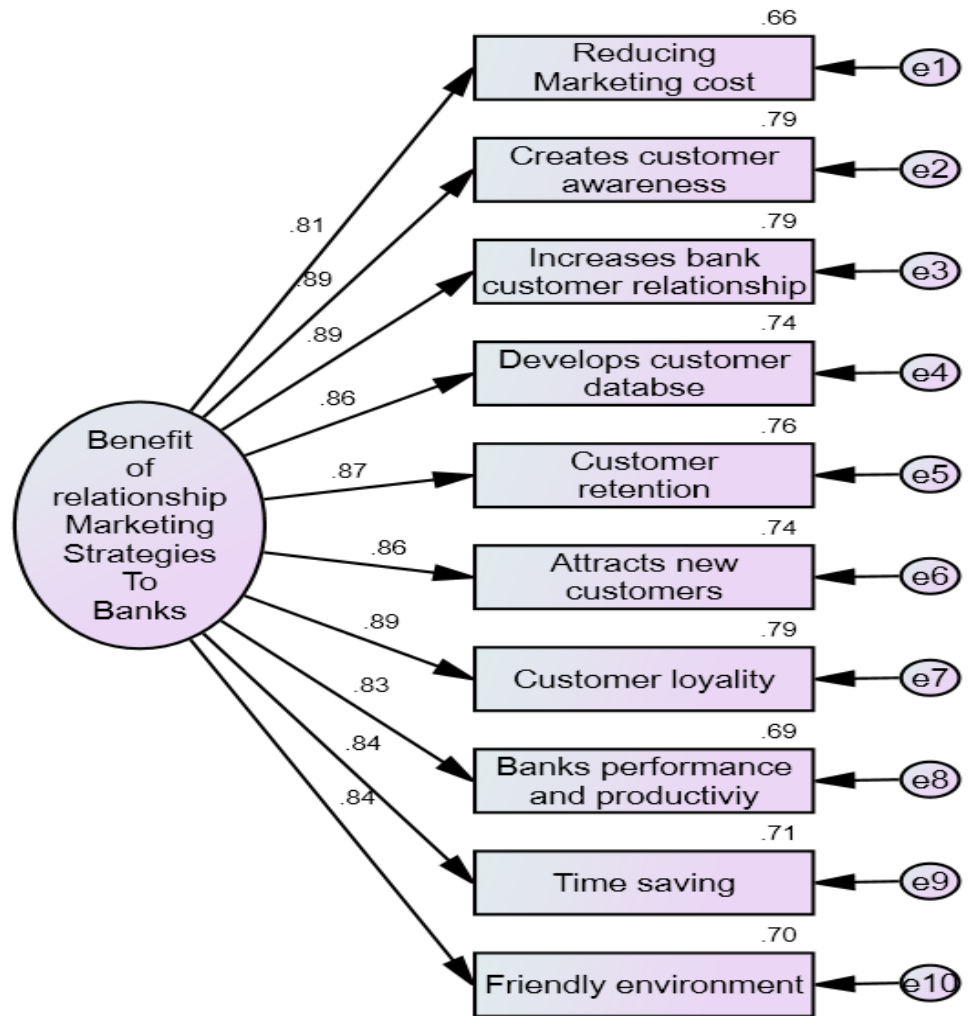 .66
Reducing
Marketing cost
e1
.79
Creates customer
awareness
e2
.81
.79
Increases bank
customer relationship
e3
.89
.89
.74
Develops customer
databse
e4
.86
.76
Customer
retention
e5
.87
Benefit
of
relationship
Marketing
Strategies
To
Banks
.74
Attracts new
customers
e6
.86
.79
Customer loyality
e7
.89
.69
Banks performance
and productiviy
e8
.83
.71
Time saving
e9
.84
.84
.70
Friendly environment
e10